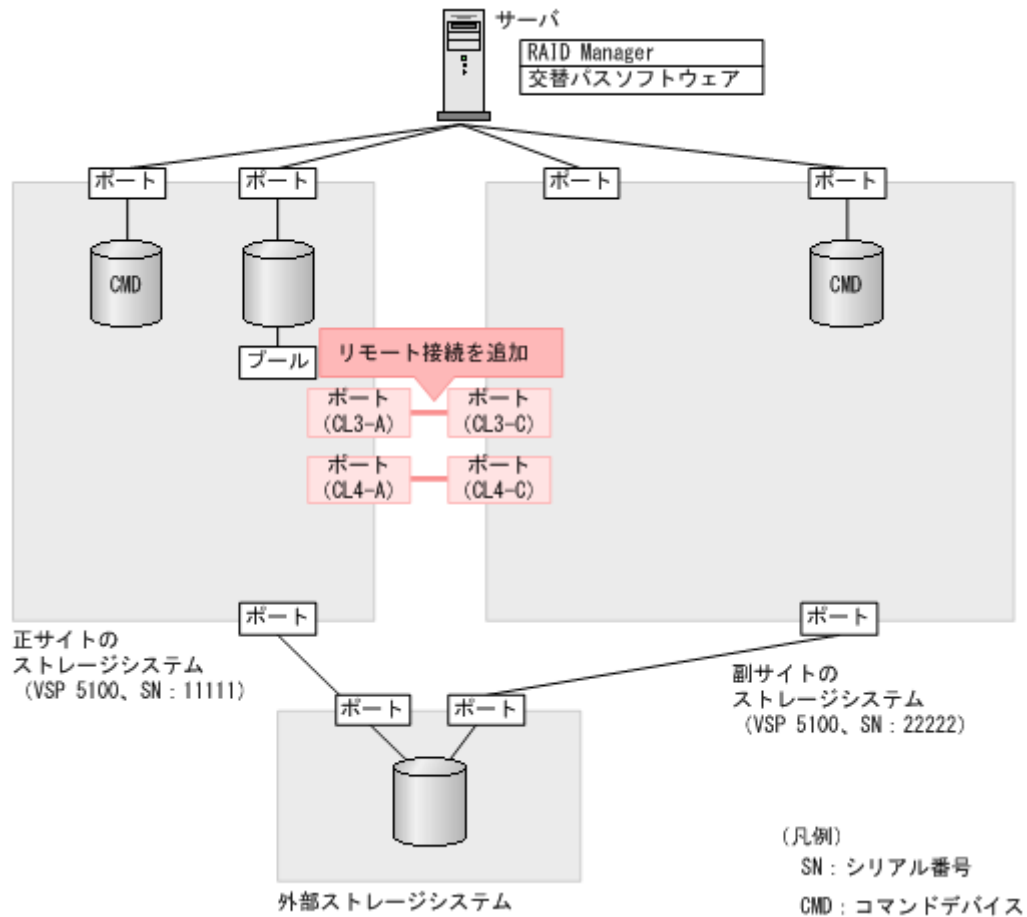 サーバ
RAID Manager
交替パスソフトウェア
ポート
ポート
ポート
ポート
CMD
CMD
プール
リモート接続を追加
ポート
(CL3-A)
ポート
(CL3-C)
ポート
(CL4-A)
ポート
(CL4-C)
ポート
ポート
正サイトの
ストレージシステム
(VSP 5100、SN：11111)
副サイトの
ストレージシステム
(VSP 5100、SN：22222)
ポート
ポート
外部ストレージシステム
(凡例)
SN：シリアル番号
CMD：コマンドデバイス